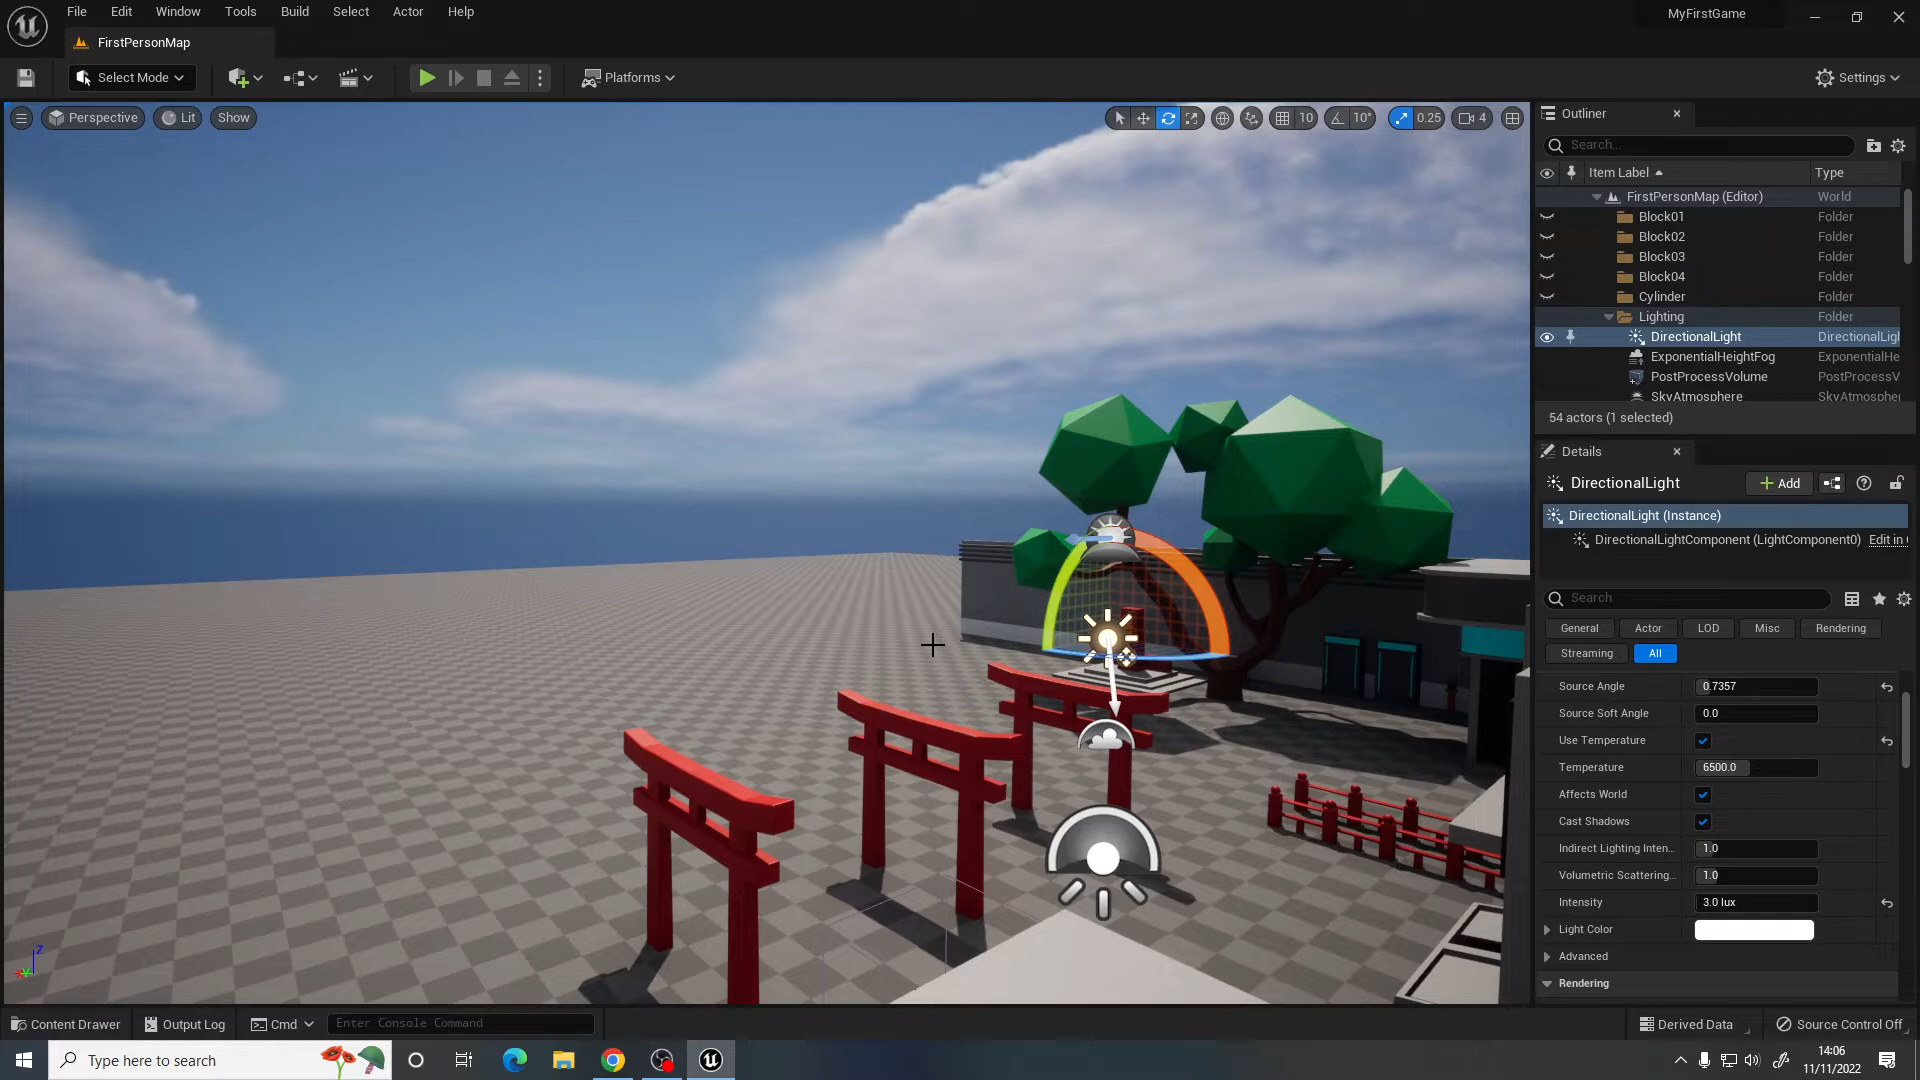 File Edit Window Tools Build Select Actor Help
MyFirstGame
FirstPersonMap
Select Mode
Platforms
Settings
Perspective Lit Show
10 10° 0.25 4
Outliner
Search...
Item Label Type
FirstPersonMap (Editor) World
Block01 Folder
Block02 Folder
Block03 Folder
Block04 Folder
Cylinder Folder
Lighting Folder
DirectionalLight DirectionalLigh
ExponentialHeightFog ExponentialHe
PostProcessVolume PostProcessV
SkyAtmosphere SkyAtmospher
54 actors (1 selected)
Details
DirectionalLight
Add
DirectionalLight (Instance)
DirectionalLightComponent (LightComponent0) Edit in
Search
General Actor LOD Misc Rendering
Streaming All
Source Angle 0.7357
Source Soft Angle 0.0
Use Temperature
Temperature 6500.0
Affects World
Cast Shadows
Indirect Lighting Inten... 1.0
Volumetric Scattering... 1.0
Intensity 3.0 lux
Light Color
Advanced
Rendering
Z
Content Drawer Output Log Cmd Enter Console Command
Derived Data Source Control Off
Type here to search
14:06
11/11/2022